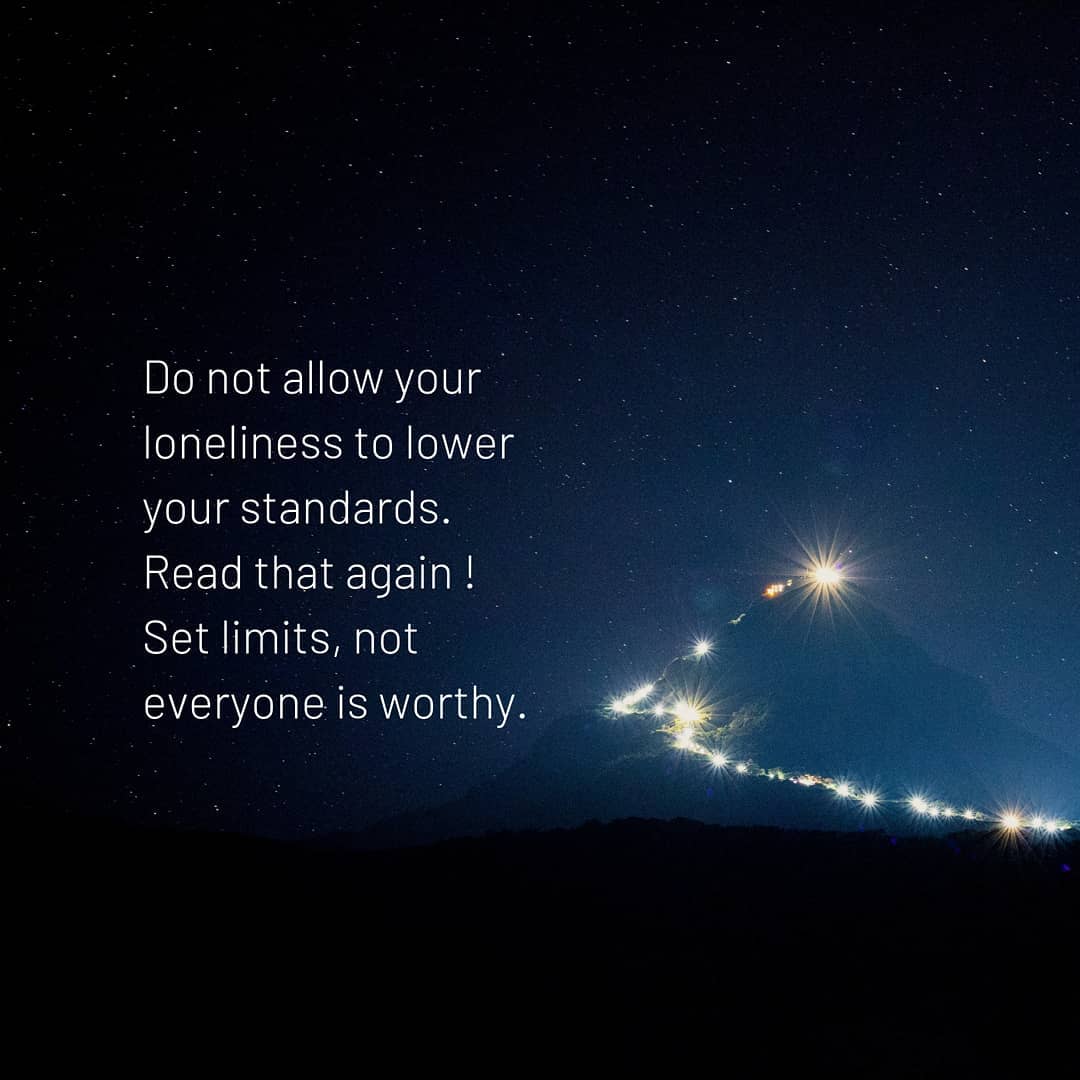 Do not allow your
loneliness to lower
your standards.
Read that again !
Set limits, not
everyone is worthy.